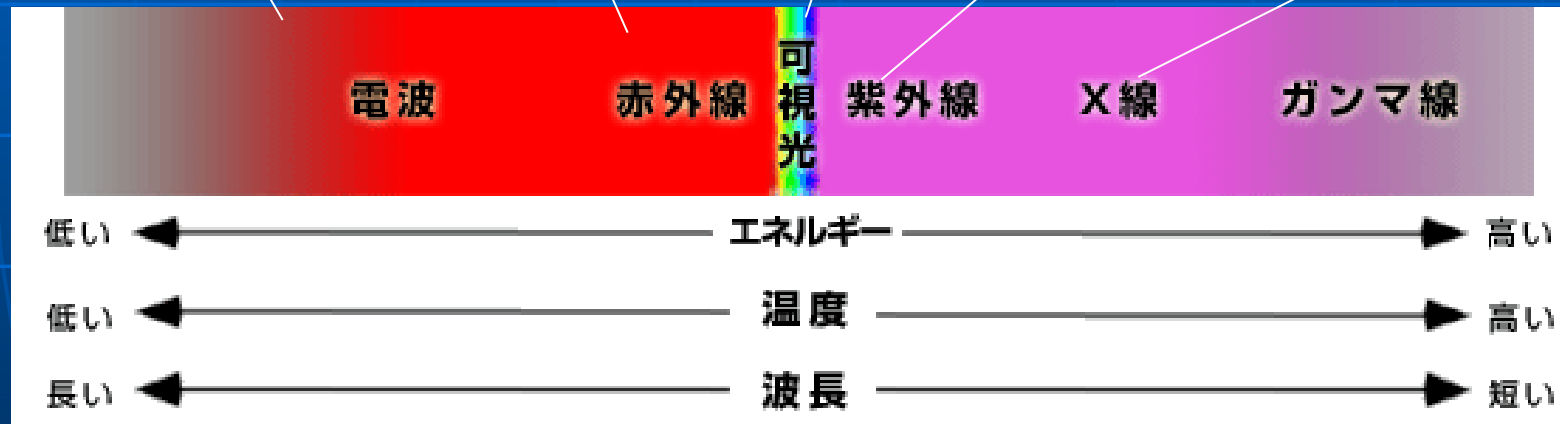 電波 赤外線 可視光 紫外線 X線 ガンマ線
低い エネルギー 高い
低い 温度 高い
長い 波長 短い